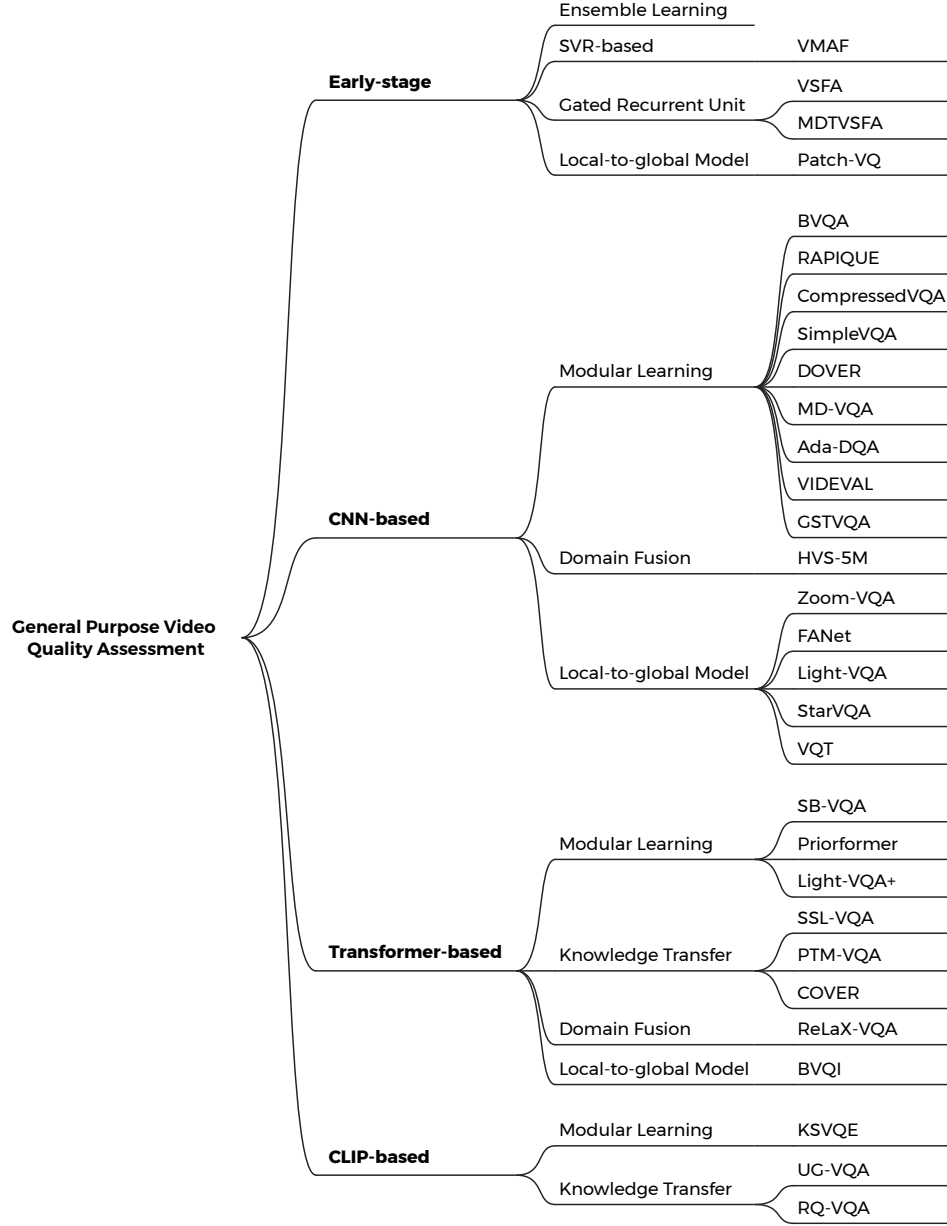 General Purpose Video
Quality Assessment
Early-stage
Ensemble Learning
SVR-based
VMAF
Gated Recurrent Unit
VSFA
MDTVSFA
Local-to-global Model
Patch-VQ
CNN-based
Modular Learning
BVQA
RAPIQUE
CompressedVQA
SimpleVQA
DOVER
MD-VQA
Ada-DQA
VIDEVAL
GSTVQA
Domain Fusion
HVS-5M
Local-to-global Model
Zoom-VQA
FANet
Light-VQA
StarVQA
VQT
Transformer-based
Modular Learning
SB-VQA
Priorformer
Light-VQA+
Knowledge Transfer
SSL-VQA
PTM-VQA
COVER
Domain Fusion
ReLaX-VQA
Local-to-global Model
BVQI
CLIP-based
Modular Learning
KSVQE
Knowledge Transfer
UG-VQA
RQ-VQA